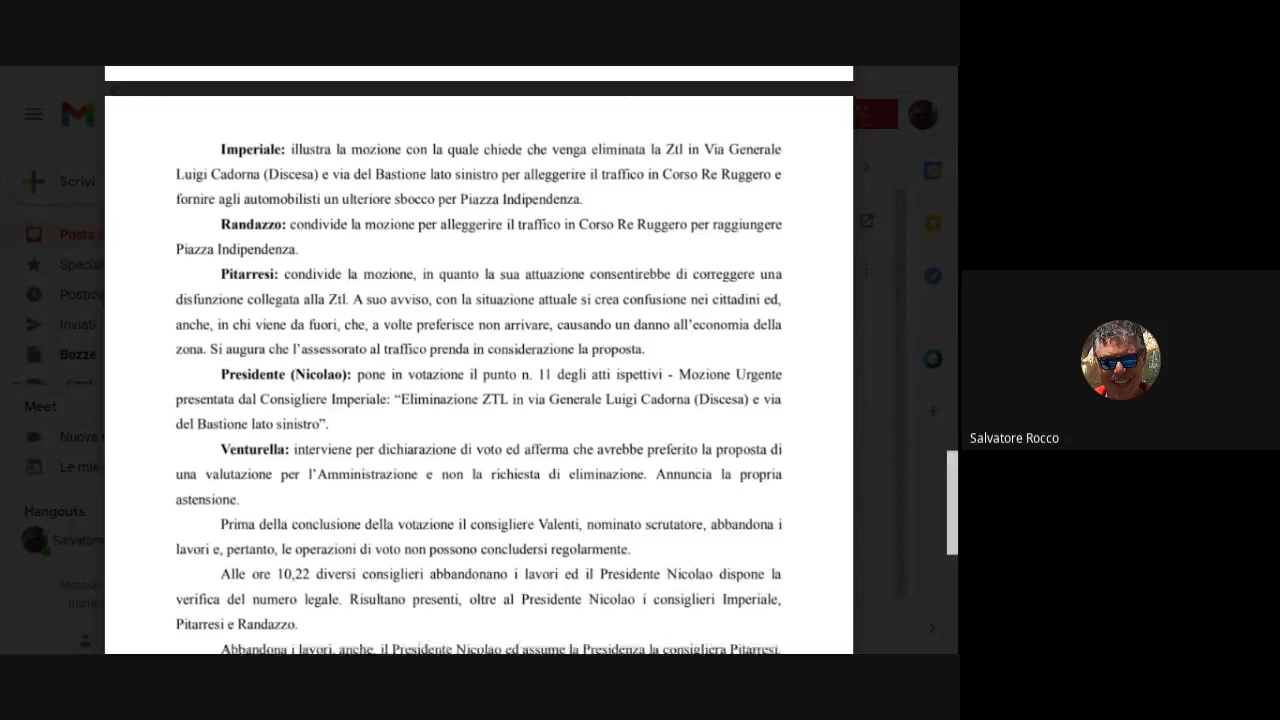 Imperiale: illustra la mozione con la quale chiede che venga eliminata la Ztl in Via Generale
Luigi Cadorna (Discesa) e via del Bastione lato sinistro per alleggerire il traffico in Corso Re Ruggero e
fornire agli automobilisti un ulteriore sbocco per Piazza Indipendenza.
Randazzo: condivide la mozione per alleggerire il traffico in Corso Re Ruggero per raggiungere
Piazza Indipendenza.
Pitarresi: condivide la mozione, in quanto la sua attuazione consentirebbe di correggere una
disfunzione collegata alla Ztl. A suo avviso, con la situazione attuale si crea confusione nei cittadini ed,
anche, in chi viene da fuori, che, a volte preferisce non arrivare, causando un danno all’economia della
zona. Si augura che l’assessorato al traffico prenda in considerazione la proposta.
Presidente (Nicolao): pone in votazione il punto n. 11 degli atti ispettivi - Mozione Urgente
presentata dal Consigliere Imperiale: “Eliminazione ZTL in via Generale Luigi Cadorna (Discesa) e via
del Bastione lato sinistro”.
Venturella: interviene per dichiarazione di voto ed afferma che avrebbe preferito la proposta di
una valutazione per l’Amministrazione e non la richiesta di eliminazione. Annuncia la propria
astensione.
Prima della conclusione della votazione il consigliere Valenti, nominato scrutatore, abbandona i
lavori e, pertanto, le operazioni di voto non possono concludersi regolarmente.
Alle ore 10,22 diversi consiglieri abbandonano i lavori ed il Presidente Nicolao dispone la
verifica del numero legale. Risultano presenti, oltre al Presidente Nicolao i consiglieri Imperiale,
Pitarresi e Randazzo.
Abbandona i lavori, anche, il Presidente Nicolao ed assume la Presidenza la consigliera Pitarresi.
Scrivi
Posta
Special
Postic
Inviati
Bozze
Meet
Nuova
Le mie
Hangouts
Salvatore
Nessun
inizia
Salvatore Rocco